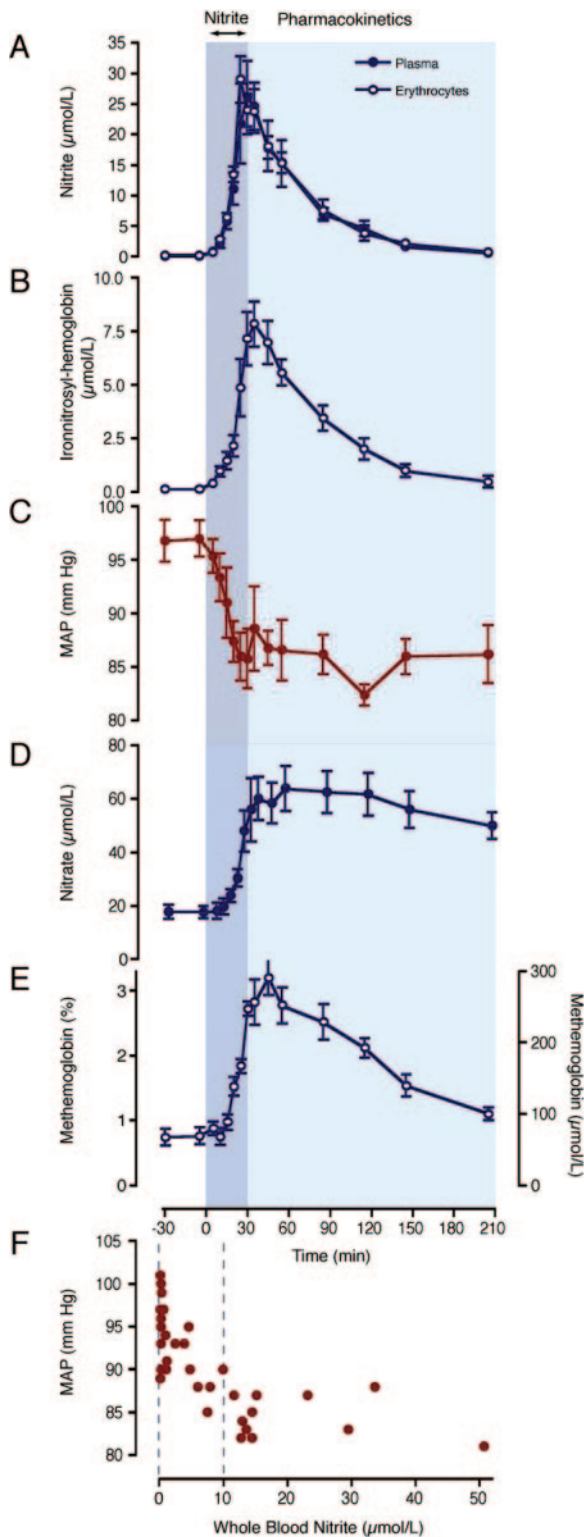 Nitrite Pharmacokinetics
A
35
30
25
20
15
10
5
0
Nitrite (µmol/L)
Plasma
Erythrocytes
B
10.0
7.5
5.0
2.5
0.0
Ironnitrosyl-hemoglobin
(µmol/L)
C
100
95
90
85
80
MAP (mm Hg)
D
80
60
40
20
0
Nitrate (µmol/L)
E
3
2
1
0
Methemoglobin (%)
300
200
100
0
Methemoglobin
(µmol/L)
-30 0 30 60 90 120 150 180 210
Time (min)
F
105
100
95
90
85
80
MAP (mm Hg)
0 10 20 30 40 50
Whole Blood Nitrite (µmol/L)